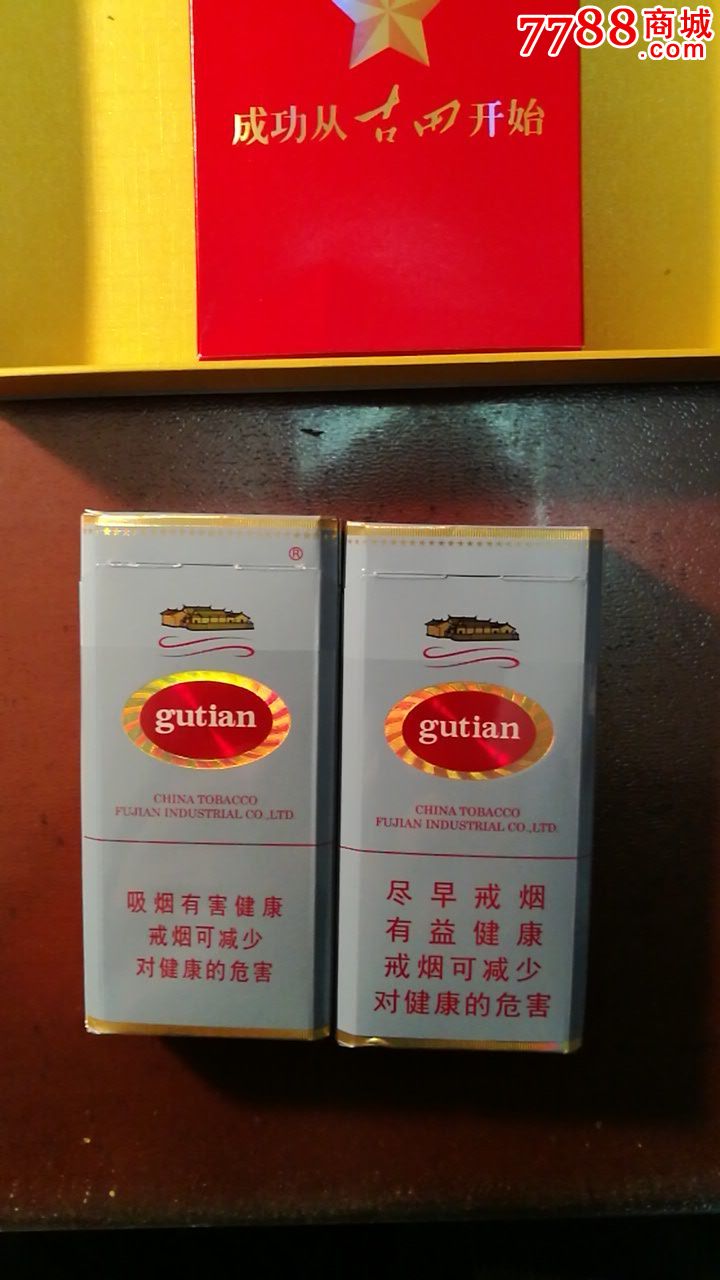 7788商城
.com
成功从古田开始
®
gutian
CHINA TOBACCO
FUJIAN INDUSTRIAL CO.,LTD
吸烟有害健康
戒烟可减少
对健康的危害
gutian
CHINA TOBACCO
FUJIAN INDUSTRIAL CO.,LTD.
尽早戒烟
有益健康
戒烟可减少
对健康的危害